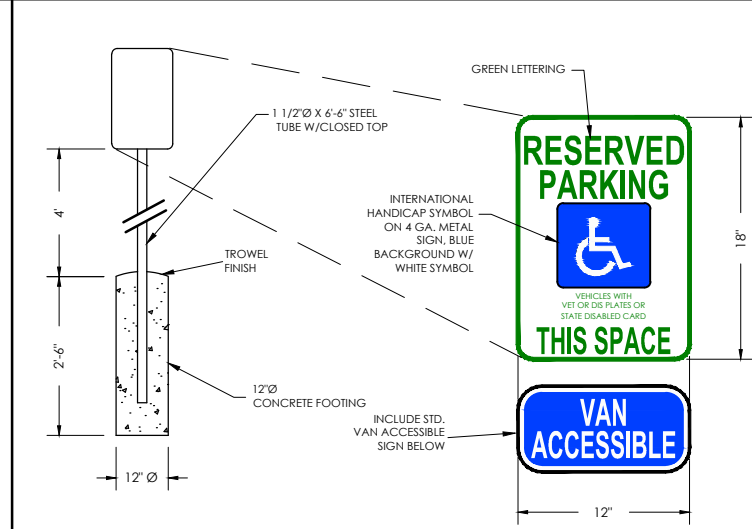 GREEN LETTERING
1 1/2"Ø X 6'-6" STEEL
TUBE W/CLOSED TOP
RESERVED
PARKING
INTERNATIONAL
HANDICAP SYMBOL
ON 4 GA. METAL
SIGN, BLUE
BACKGROUND W/
WHITE SYMBOL
4'
18"
TROWEL
FINISH
VEHICLES WITH
VET OR DIS PLATES OR
STATE DISABLED CARD
THIS SPACE
2'-6"
12"Ø
CONCRETE FOOTING
INCLUDE STD.
VAN ACCESSIBLE
SIGN BELOW
VAN
ACCESSIBLE
12" Ø
12"